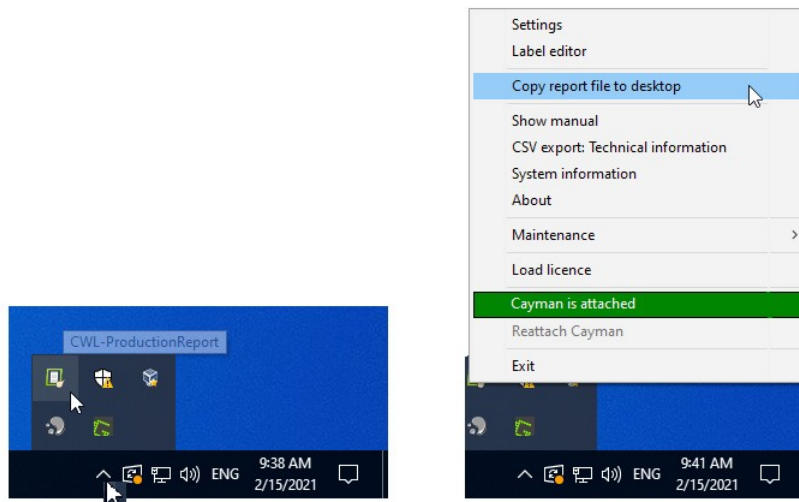 CWL-ProductionReport
ENG
9:38 AM
2/15/2021
Settings
Label editor
Copy report file to desktop
Show manual
CSV export: Technical information
System information
About
Maintenance
Load licence
Cayman is attached
Reattach Cayman
Exit
ENG
9:41 AM
2/15/2021